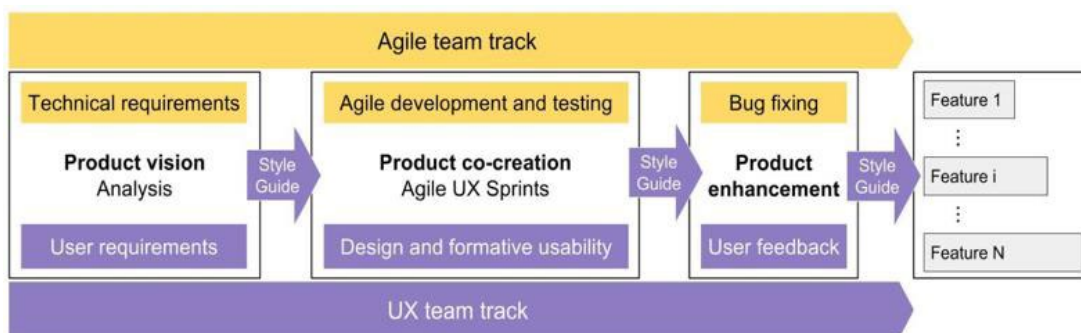 Agile team track
Technical requirements
Product vision
Analysis
User requirements
Style
Guide
Agile development and testing
Product co-creation
Agile UX Sprints
Design and formative usability
Style
Guide
Bug fixing
Product
enhancement
User feedback
Style
Guide
Feature 1
⋮
Feature i
⋮
Feature N
UX team track